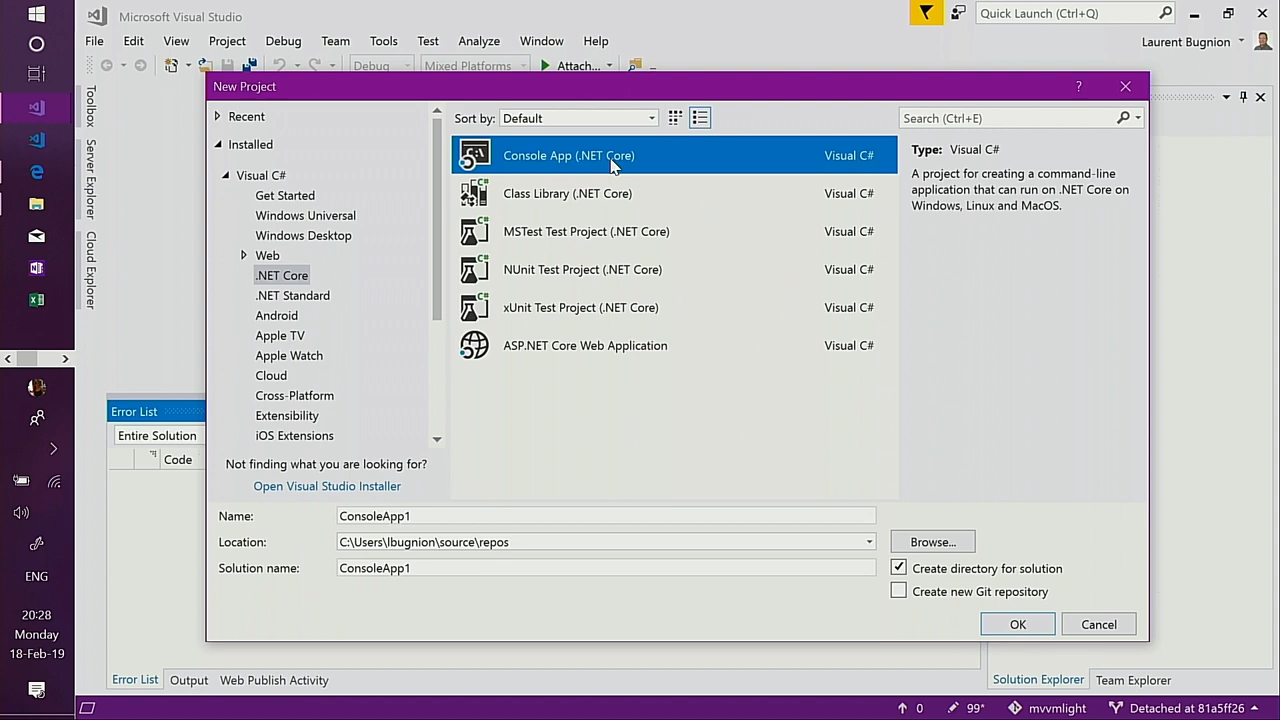 Microsoft Visual Studio
Quick Launch (Ctrl+Q)
File Edit View Project Debug Team Tools Test Analyze Window Help
Laurent Bugnion
Debug Mixed Platforms Attach...
Toolbox
Server Explorer
Cloud Explorer
New Project
?
Recent
Installed
Visual C#
Get Started
Windows Universal
Windows Desktop
Web
.NET Core
.NET Standard
Android
Apple TV
Apple Watch
Cloud
Cross-Platform
Extensibility
iOS Extensions
Not finding what you are looking for?
Open Visual Studio Installer
Sort by: Default
Console App (.NET Core) Visual C#
Class Library (.NET Core) Visual C#
MSTest Test Project (.NET Core) Visual C#
NUnit Test Project (.NET Core) Visual C#
xUnit Test Project (.NET Core) Visual C#
ASP.NET Core Web Application Visual C#
Search (Ctrl+E)
Type: Visual C#
A project for creating a command-line
application that can run on .NET Core on
Windows, Linux and MacOS.
Name: ConsoleApp1
Location: C:\Users\lbugnion\source\repos
Browse...
Solution name: ConsoleApp1
Create directory for solution
Create new Git repository
OK Cancel
Error List
Entire Solution
Code
Error List Output Web Publish Activity
Solution Explorer Team Explorer
0 99* mvvmlight Detached at 81a5ff26
ENG
20:28
Monday
18-Feb-19